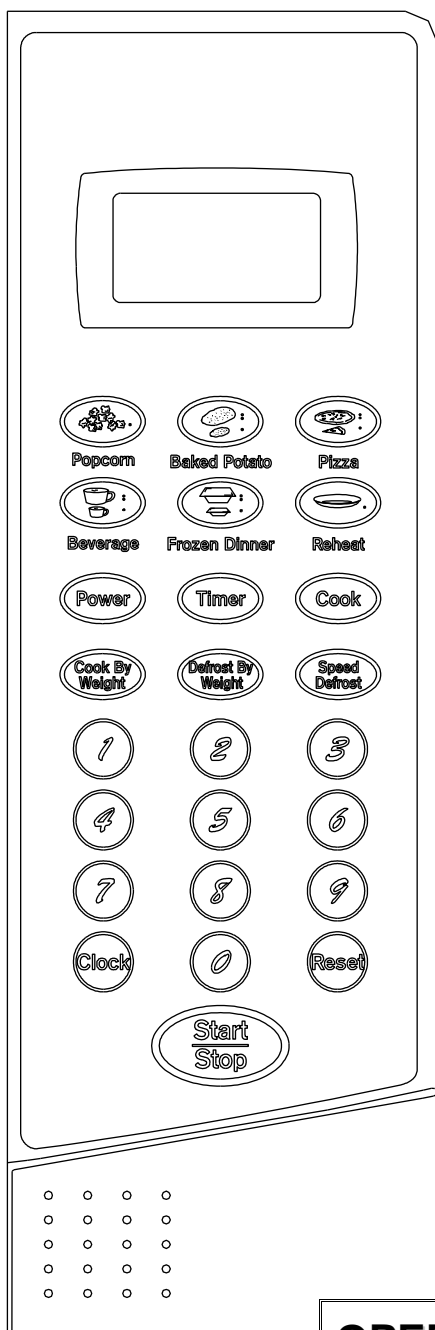 Popcorn Baked Potato Pizza
Beverage Frozen Dinner Reheat
Power Timer Cook
Cook By Defrost By Speed
Weight Weight Defrost
1 2 3
4 5 6
7 8 9
Clock 0 Reset
Start
Stop